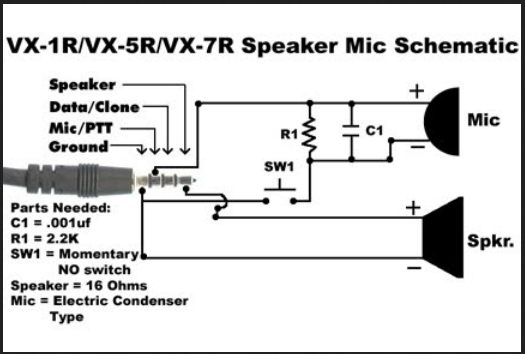 VX-1R/VX-5R/VX-7R Speaker Mic Schematic
Speaker
Data/Clone
Mic/PTT
Ground
R1
C1
SW1
+
Mic
−
+
Spkr.
−
Parts Needed:
C1 = .001uf
R1 = 2.2K
SW1 = Momentary
NO switch
Speaker = 16 Ohms
Mic = Electric Condenser
Type